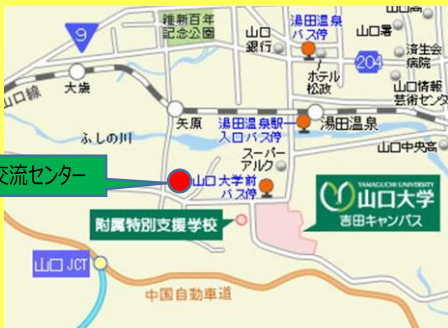 9
維新百年
記念公園
山口
銀行
湯田温泉
バス停
山口署
済生会
病院
204
ホテル
松政
山口情報
芸術センター
大歳
山口線
矢原
湯田温泉駅
入口バス停
湯田温泉
ふしの川
スーパー
アルク
山口中央高
交流センター
山口大学前
バス停
YAMAGUCHI UNIVERSITY
山口大学
吉田キャンパス
附属特別支援学校
山口JCT
中国自動車道